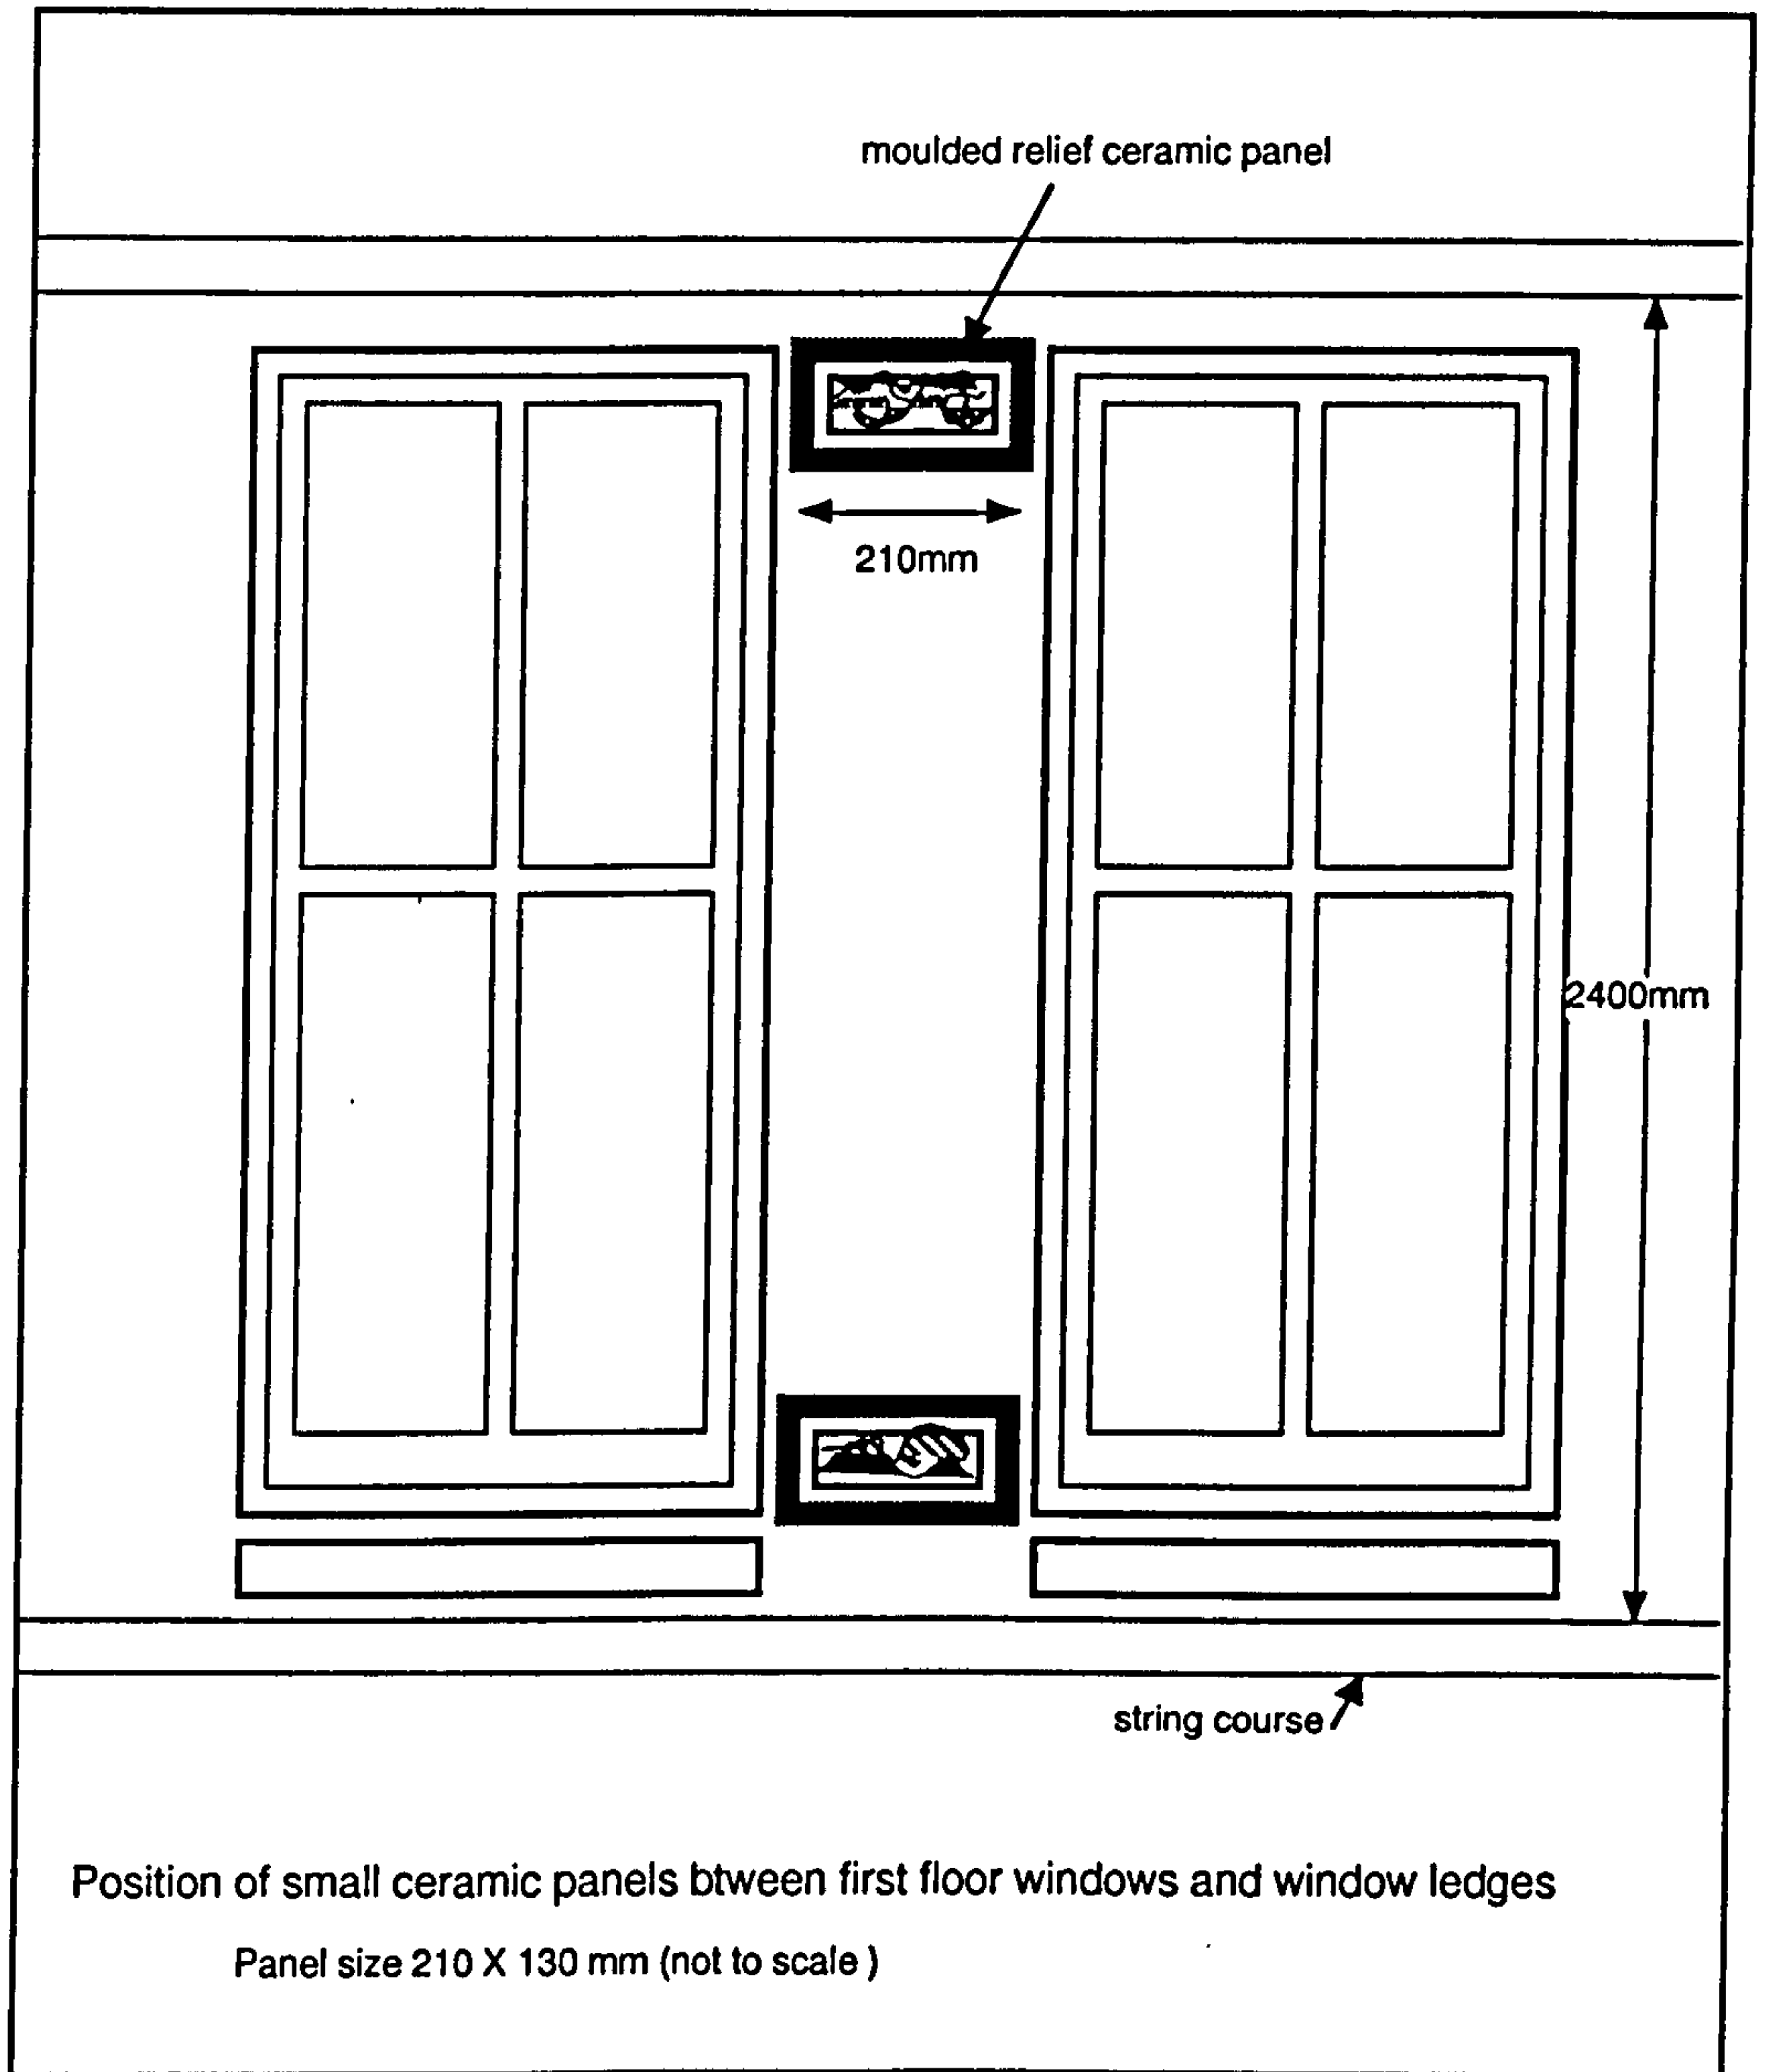 moulded relief ceramic panel
210mm
2400mm
string course
Position of small ceramic panels btween first floor windows and window ledges
Panel size 210 X 130 mm (not to scale )